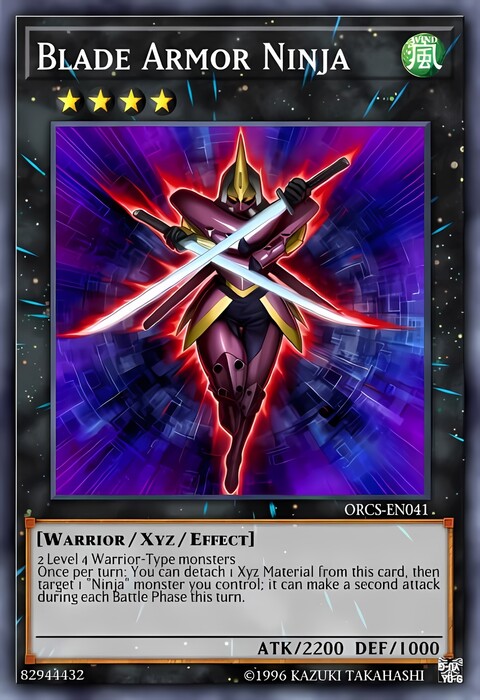 BLADE ARMOR NINJA
WIND
風
ORCS-EN041
[WARRIOR/XYZ/EFFECT]
2 Level 4 Warrior-Type monsters
Once per turn: You can detach 1 Xyz Material from this card, then
target 1 "Ninja" monster you control; it can make a second attack
during each Battle Phase this turn.
ATK/2200 DEF/1000
82944432
©1996 KAZUKI TAKAHASHI